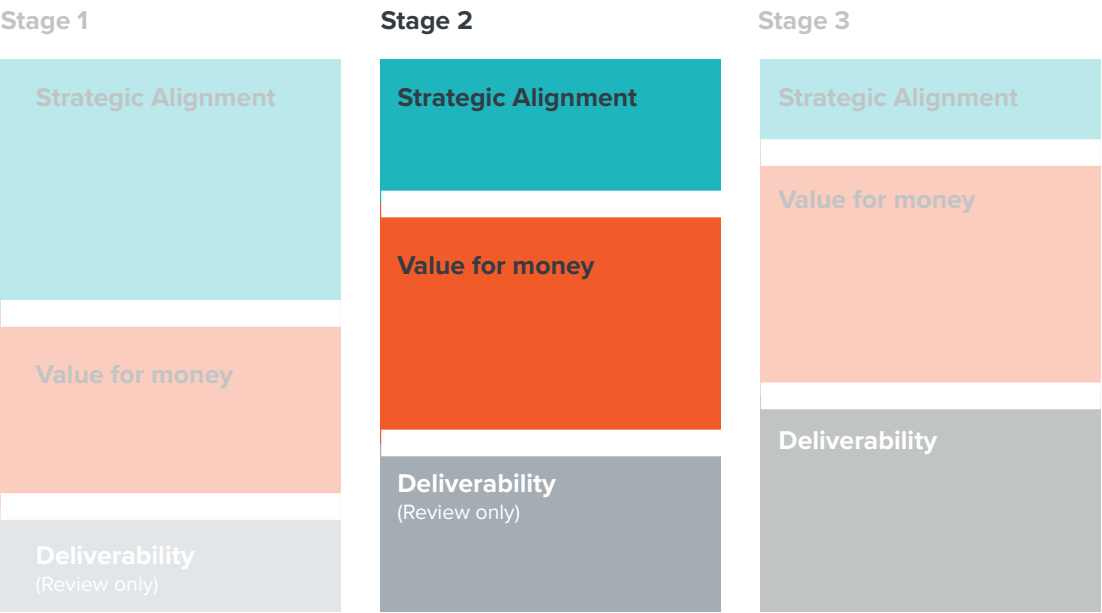 Stage 1
Strategic Alignment
Value for money
Deliverability
(Review only)
Stage 2
Strategic Alignment
Value for money
Deliverability
(Review only)
Stage 3
Strategic Alignment
Value for money
Deliverability